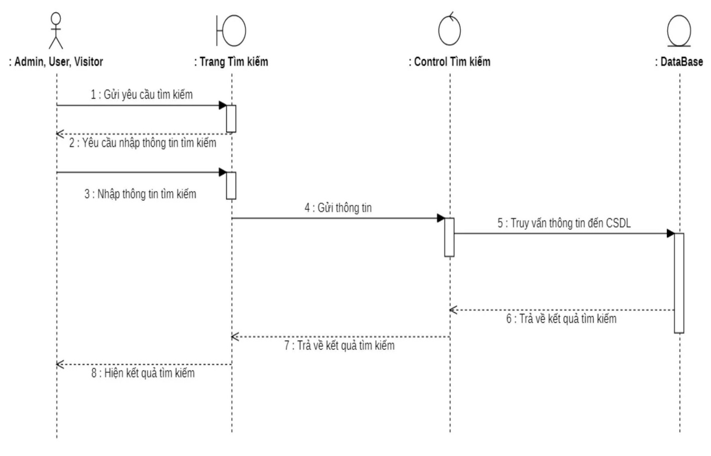 : Admin, User, Visitor
: Trang Tìm kiếm
: Control Tìm kiếm
: DataBase
1 : Gửi yêu cầu tìm kiếm
2 : Yêu cầu nhập thông tin tìm kiếm
3 : Nhập thông tin tìm kiếm
4 : Gửi thông tin
5 : Truy vấn thông tin đến CSDL
6 : Trả về kết quả tìm kiếm
7 : Trả về kết quả tìm kiếm
8 : Hiện kết quả tìm kiếm